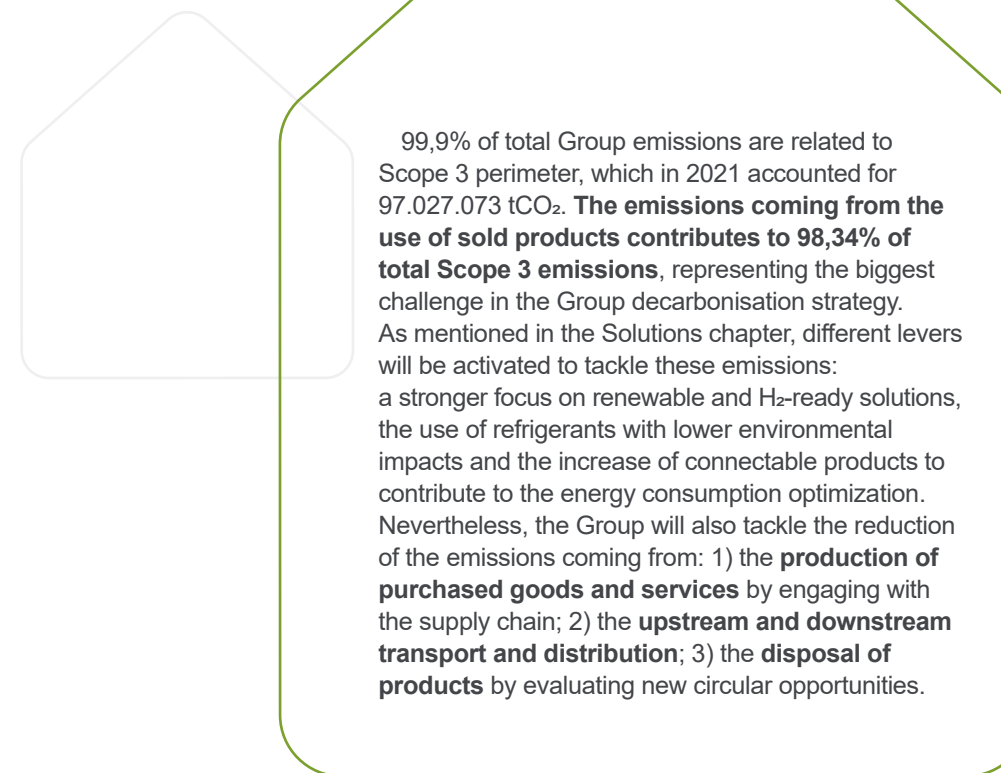 99,9% of total Group emissions are related to
Scope 3 perimeter, which in 2021 accounted for
97.027.073 tCO₂. The emissions coming from the
use of sold products contributes to 98,34% of
total Scope 3 emissions, representing the biggest
challenge in the Group decarbonisation strategy.
As mentioned in the Solutions chapter, different levers
will be activated to tackle these emissions:
a stronger focus on renewable and H₂-ready solutions,
the use of refrigerants with lower environmental
impacts and the increase of connectable products to
contribute to the energy consumption optimization.
Nevertheless, the Group will also tackle the reduction
of the emissions coming from: 1) the production of
purchased goods and services by engaging with
the supply chain; 2) the upstream and downstream
transport and distribution; 3) the disposal of
products by evaluating new circular opportunities.